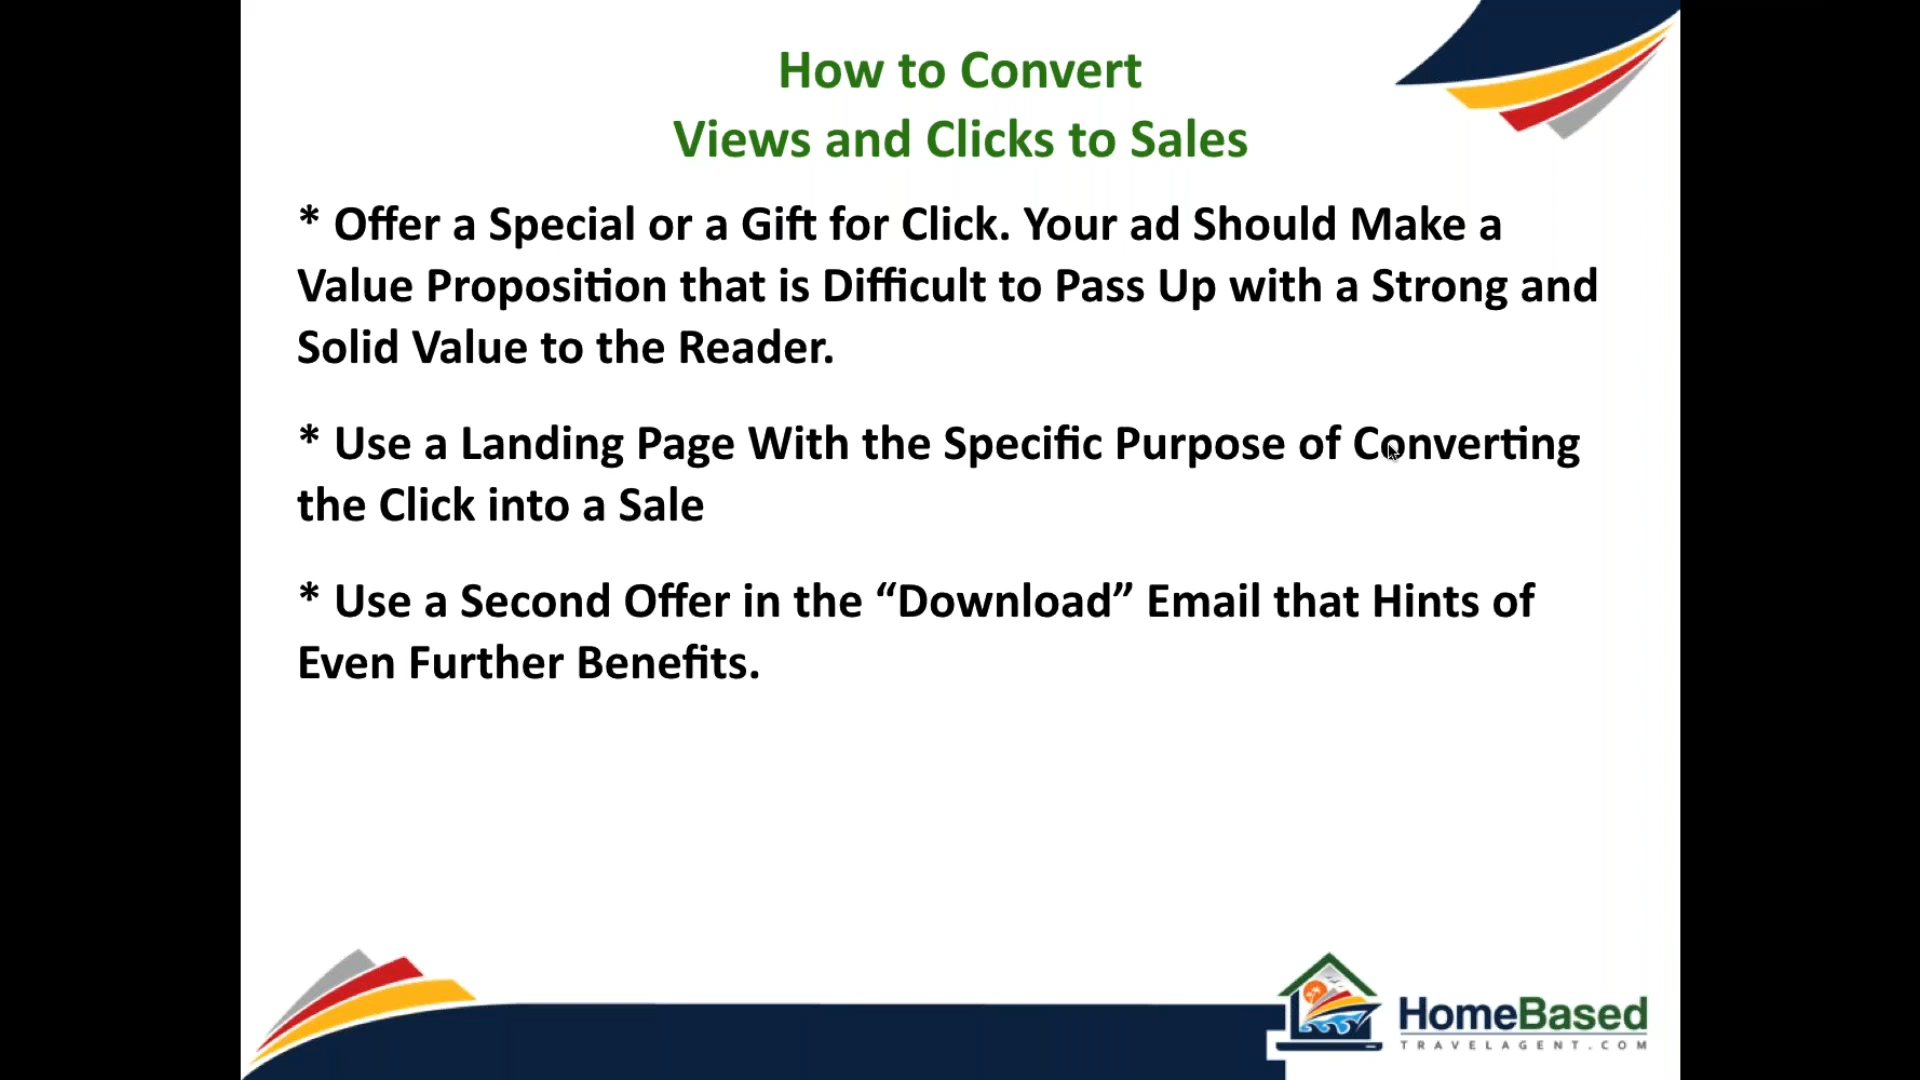 How to Convert
Views and Clicks to Sales
* Offer a Special or a Gift for Click. Your ad Should Make a
Value Proposition that is Difficult to Pass Up with a Strong and
Solid Value to the Reader.
* Use a Landing Page With the Specific Purpose of Converting
the Click into a Sale
* Use a Second Offer in the “Download” Email that Hints of
Even Further Benefits.
HomeBased
TRAVELAGENT.COM